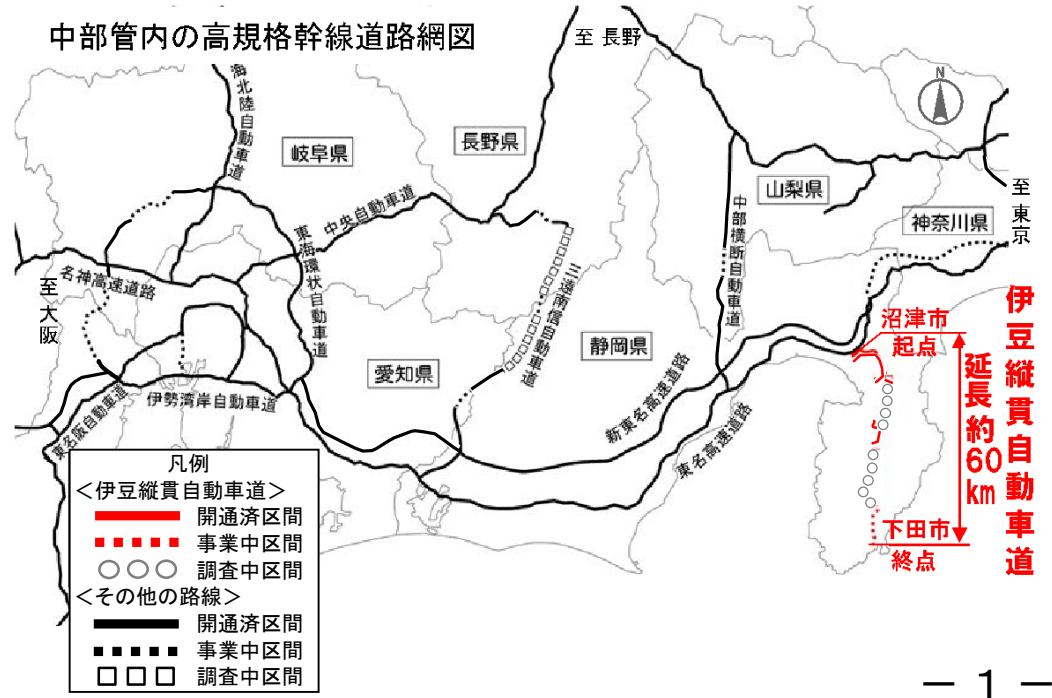 中部管内の高規格幹線道路網図
至 長野
N
海北陸自動車道
岐阜県
長野県
山梨県
至 東京
神奈川県
中央自動車道
東海環状自動車道
中部横断自動車道
三遠南信自動車道
名神高速道路
至 大阪
静岡県
愛知県
伊勢湾岸自動車道
東名阪自動車道
新東名高速道路
東名高速道路
沼津市
起点
延長約60km
伊豆縦貫自動車道
下田市
終点
凡例
<伊豆縦貫自動車道>
開通済区間
事業中区間
調査中区間
<その他の路線>
開通済区間
事業中区間
調査中区間
― 1 ―